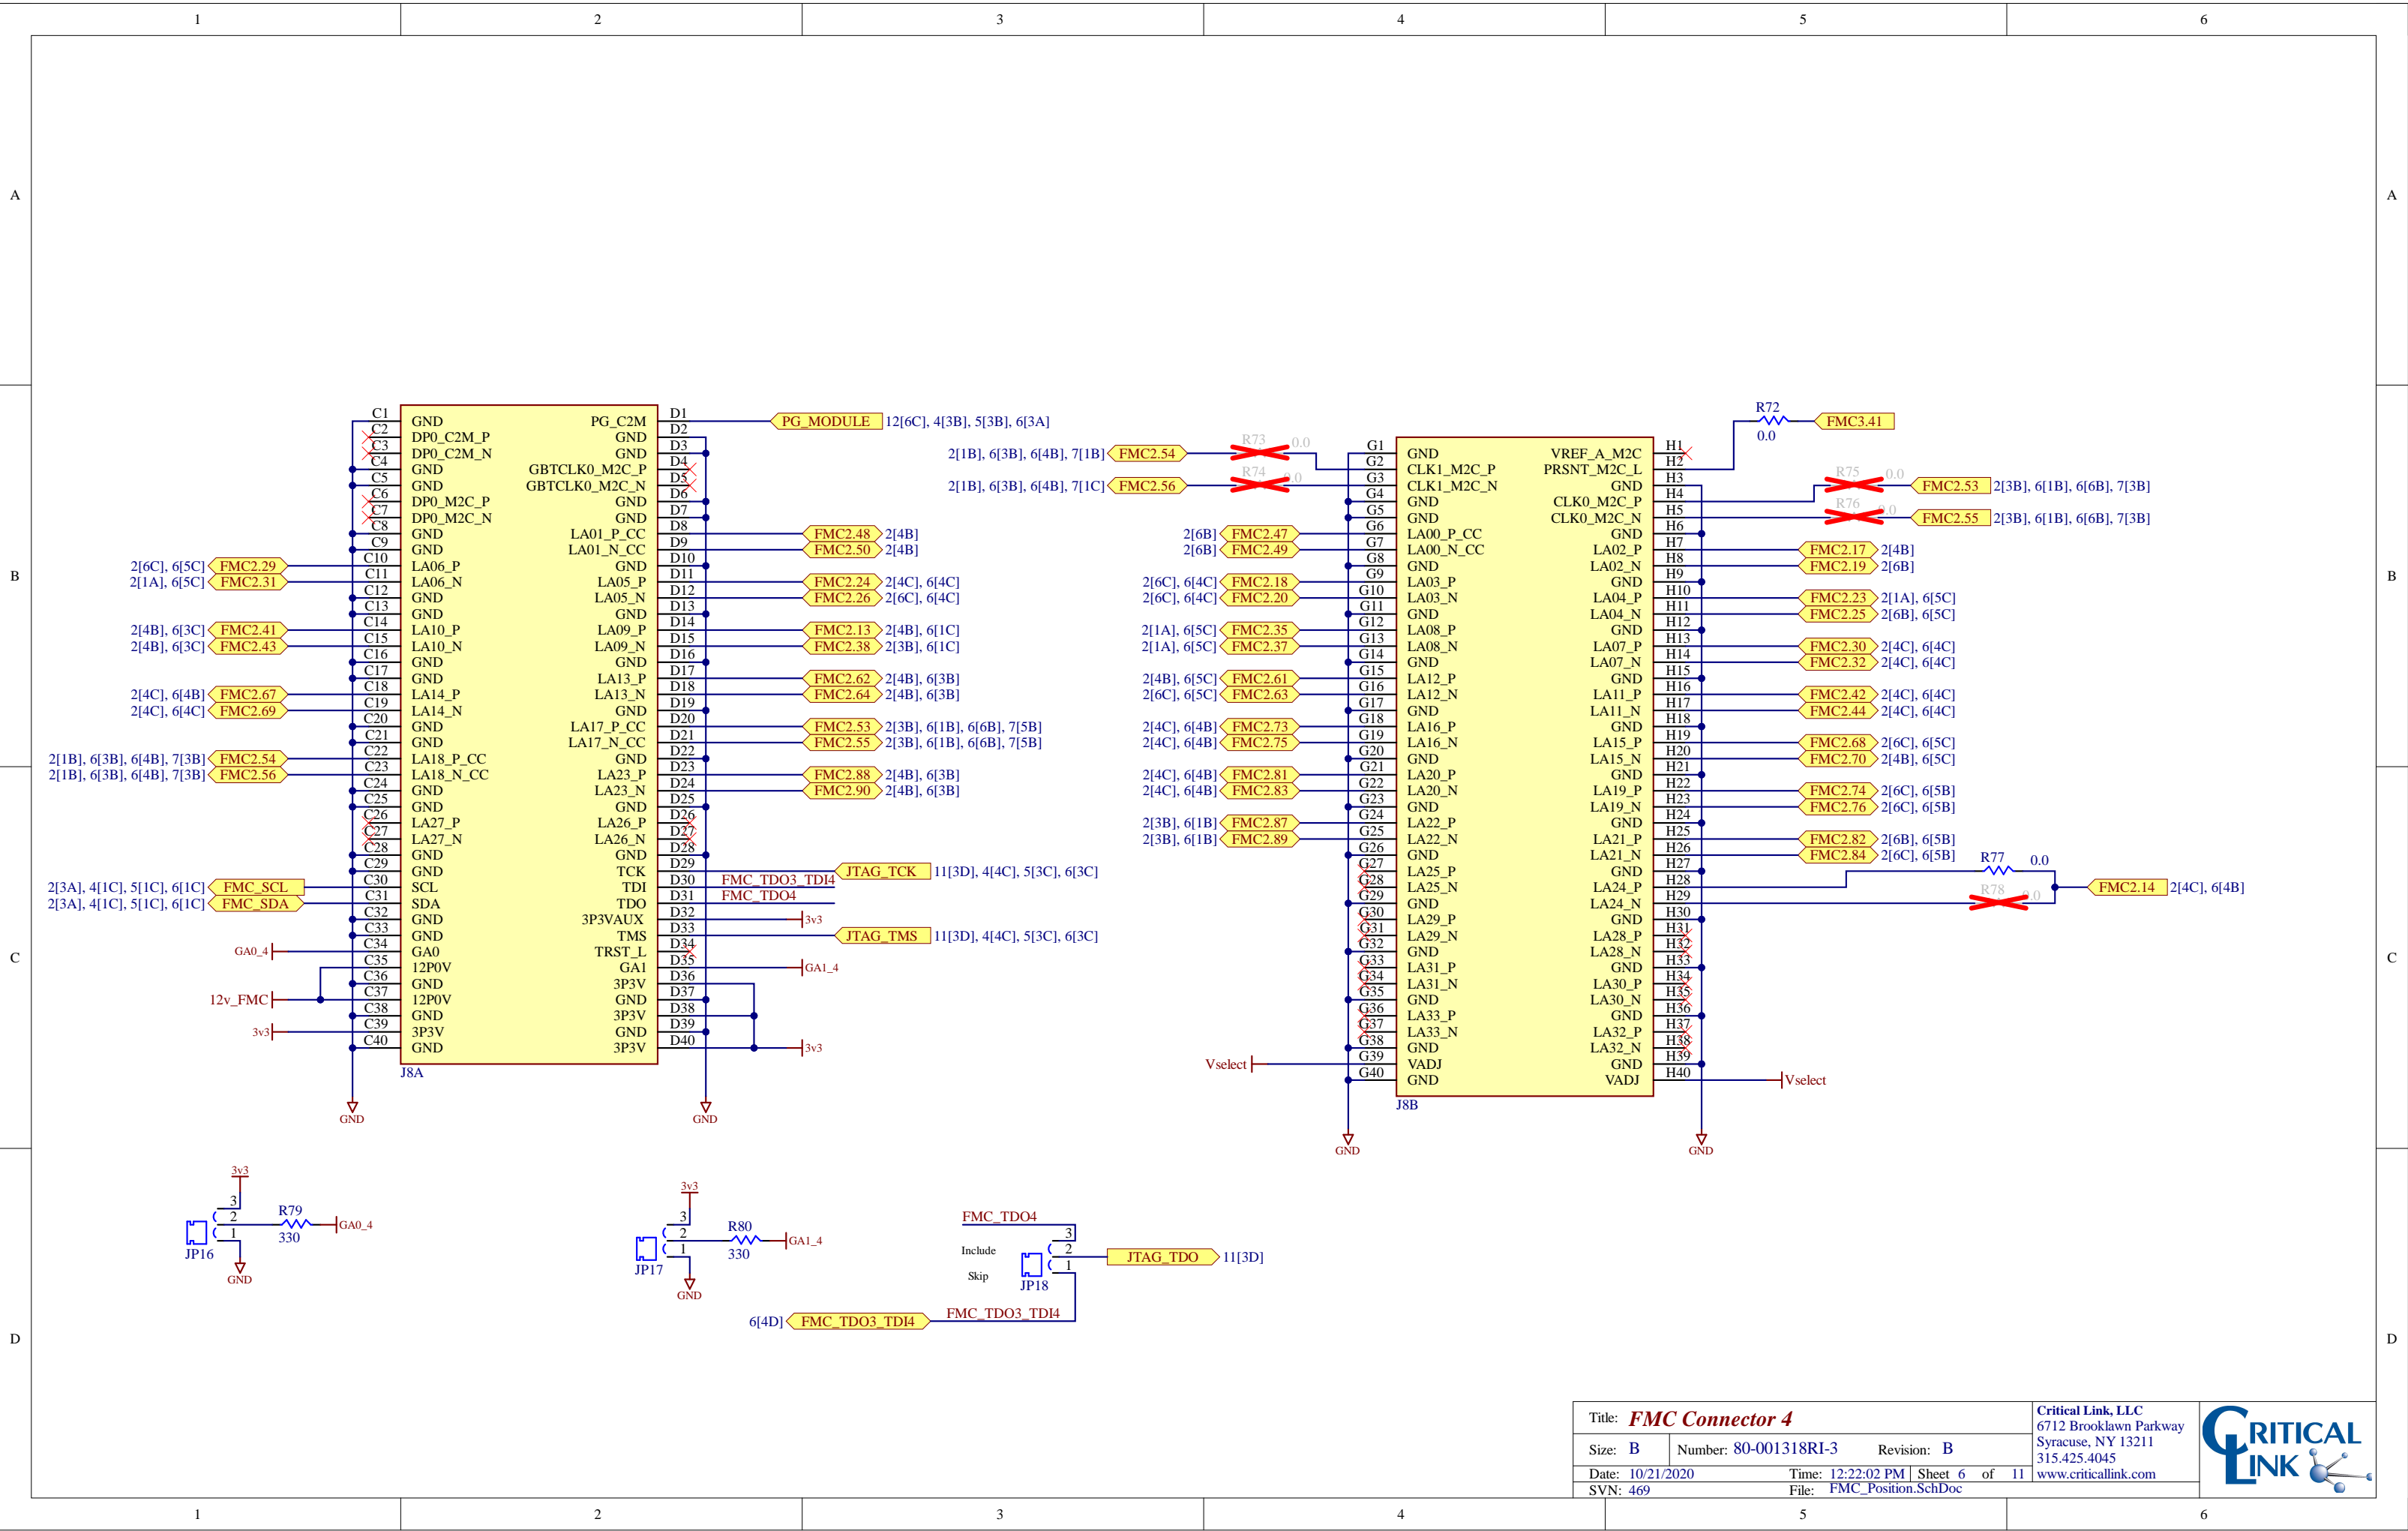 1 2 3 4 5 6
A A
B B
C C
D D
C1 GND
C2 DP0_C2M_P
C3 DP0_C2M_N
C4 GND
C5 GND
C6 DP0_M2C_P
C7 DP0_M2C_N
C8 GND
C9 GND
2[6C], 6[5C] FMC2.29 C10 LA06_P
2[1A], 6[5C] FMC2.31 C11 LA06_N
C12 GND
C13 GND
2[4B], 6[3C] FMC2.41 C14 LA10_P
2[4B], 6[3C] FMC2.43 C15 LA10_N
C16 GND
C17 GND
2[4C], 6[4B] FMC2.67 C18 LA14_P
2[4C], 6[4C] FMC2.69 C19 LA14_N
C20 GND
C21 GND
2[1B], 6[3B], 6[4B], 7[3B] FMC2.54 C22 LA18_P_CC
2[1B], 6[3B], 6[4B], 7[3B] FMC2.56 C23 LA18_N_CC
C24 GND
C25 GND
C26 LA27_P
C27 LA27_N
C28 GND
C29 GND
2[3A], 4[1C], 5[1C], 6[1C] FMC_SCL C30 SCL
2[3A], 4[1C], 5[1C], 6[1C] FMC_SDA C31 SDA
C32 GND
C33 GND
GA0_4 C34 GA0
C35 12P0V
C36 GND
12v_FMC C37 12P0V
C38 GND
3v3 C39 3P3V
C40 GND
J8A
GND
PG_C2M D1 PG_MODULE 12[6C], 4[3B], 5[3B], 6[3A]
GND D2
GND D3
GBTCLK0_M2C_P D4
GBTCLK0_M2C_N D5
GND D6
GND D7
LA01_P_CC D8 FMC2.48 2[4B]
LA01_N_CC D9 FMC2.50 2[4B]
GND D10
LA05_P D11 FMC2.24 2[4C], 6[4C]
LA05_N D12 FMC2.26 2[6C], 6[4C]
GND D13
LA09_P D14 FMC2.13 2[4B], 6[1C]
LA09_N D15 FMC2.38 2[3B], 6[1C]
GND D16
LA13_P D17 FMC2.62 2[4B], 6[3B]
LA13_N D18 FMC2.64 2[4B], 6[3B]
GND D19
LA17_P_CC D20 FMC2.53 2[3B], 6[1B], 6[6B], 7[5B]
LA17_N_CC D21 FMC2.55 2[3B], 6[1B], 6[6B], 7[5B]
GND D22
LA23_P D23 FMC2.88 2[4B], 6[3B]
LA23_N D24 FMC2.90 2[4B], 6[3B]
GND D25
LA26_P D26
LA26_N D27
GND D28
TCK D29 JTAG_TCK 11[3D], 4[4C], 5[3C], 6[3C]
TDI D30 FMC_TDO3_TDI4
TDO D31 FMC_TDO4
3P3VAUX D32 3v3
TMS D33 JTAG_TMS 11[3D], 4[4C], 5[3C], 6[3C]
TRST_L D34
GA1 D35 GA1_4
3P3V D36
GND D37
3P3V D38
GND D39
3P3V D40 3v3
GND
2[1B], 6[3B], 6[4B], 7[1B] FMC2.54 R73 0.0
2[1B], 6[3B], 6[4B], 7[1C] FMC2.56 R74 0.0
G1 GND
G2 CLK1_M2C_P
G3 CLK1_M2C_N
G4 GND
G5 GND
2[6B] FMC2.47 G6 LA00_P_CC
2[6B] FMC2.49 G7 LA00_N_CC
G8 GND
2[6C], 6[4C] FMC2.18 G9 LA03_P
2[6C], 6[4C] FMC2.20 G10 LA03_N
G11 GND
2[1A], 6[5C] FMC2.35 G12 LA08_P
2[1A], 6[5C] FMC2.37 G13 LA08_N
G14 GND
2[4B], 6[5C] FMC2.61 G15 LA12_P
2[6C], 6[5C] FMC2.63 G16 LA12_N
G17 GND
2[4C], 6[4B] FMC2.73 G18 LA16_P
2[4C], 6[4B] FMC2.75 G19 LA16_N
G20 GND
2[4C], 6[4B] FMC2.81 G21 LA20_P
2[4C], 6[4B] FMC2.83 G22 LA20_N
G23 GND
2[3B], 6[1B] FMC2.87 G24 LA22_P
2[3B], 6[1B] FMC2.89 G25 LA22_N
G26 GND
G27 LA25_P
G28 LA25_N
G29 GND
G30 LA29_P
G31 LA29_N
G32 GND
G33 LA31_P
G34 LA31_N
G35 GND
G36 LA33_P
G37 LA33_N
G38 GND
Vselect G39 VADJ
G40 GND
J8B
GND
R72 0.0 FMC3.41
VREF_A_M2C H1
PRSNT_M2C_L H2
GND H3
CLK0_M2C_P H4 R75 0.0 FMC2.53 2[3B], 6[1B], 6[6B], 7[3B]
CLK0_M2C_N H5 R76 0.0 FMC2.55 2[3B], 6[1B], 6[6B], 7[3B]
GND H6
LA02_P H7 FMC2.17 2[4B]
LA02_N H8 FMC2.19 2[6B]
GND H9
LA04_P H10 FMC2.23 2[1A], 6[5C]
LA04_N H11 FMC2.25 2[6B], 6[5C]
GND H12
LA07_P H13 FMC2.30 2[4C], 6[4C]
LA07_N H14 FMC2.32 2[4C], 6[4C]
GND H15
LA11_P H16 FMC2.42 2[4C], 6[4C]
LA11_N H17 FMC2.44 2[4C], 6[4C]
GND H18
LA15_P H19 FMC2.68 2[6C], 6[5C]
LA15_N H20 FMC2.70 2[4B], 6[5C]
GND H21
LA19_P H22 FMC2.74 2[6C], 6[5B]
LA19_N H23 FMC2.76 2[6C], 6[5B]
GND H24
LA21_P H25 FMC2.82 2[6B], 6[5B]
LA21_N H26 FMC2.84 2[6C], 6[5B]
GND H27 R77 0.0
LA24_P H28 FMC2.14 2[4C], 6[4B]
LA24_N H29 R78 0.0
GND H30
LA28_P H31
LA28_N H32
GND H33
LA30_P H34
LA30_N H35
GND H36
LA32_P H37
LA32_N H38
GND H39
VADJ H40 Vselect
GND
3v3
3
2
1
JP16
R79
330
GA0_4
GND
3v3
3
2
1
JP17
R80
330
GA1_4
GND
FMC_TDO4
Include
Skip
3
2
1
JP18
JTAG_TDO 11[3D]
6[4D] FMC_TDO3_TDI4 FMC_TDO3_TDI4
Title: FMC Connector 4
Size: B Number: 80-001318RI-3 Revision: B
Date: 10/21/2020 Time: 12:22:02 PM Sheet 6 of 11
SVN: 469 File: FMC_Position.SchDoc
Critical Link, LLC
6712 Brooklawn Parkway
Syracuse, NY 13211
315.425.4045
www.criticallink.com
CRITICAL
LINK
1 2 3 4 5 6